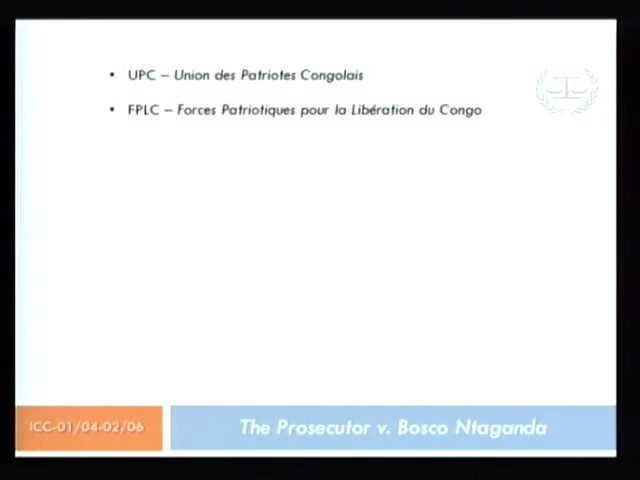 • UPC – Union des Patriotes Congolais
• FPLC – Forces Patriotiques pour la Libération du Congo
ICC-01/04-02/06
The Prosecutor v. Bosco Ntaganda